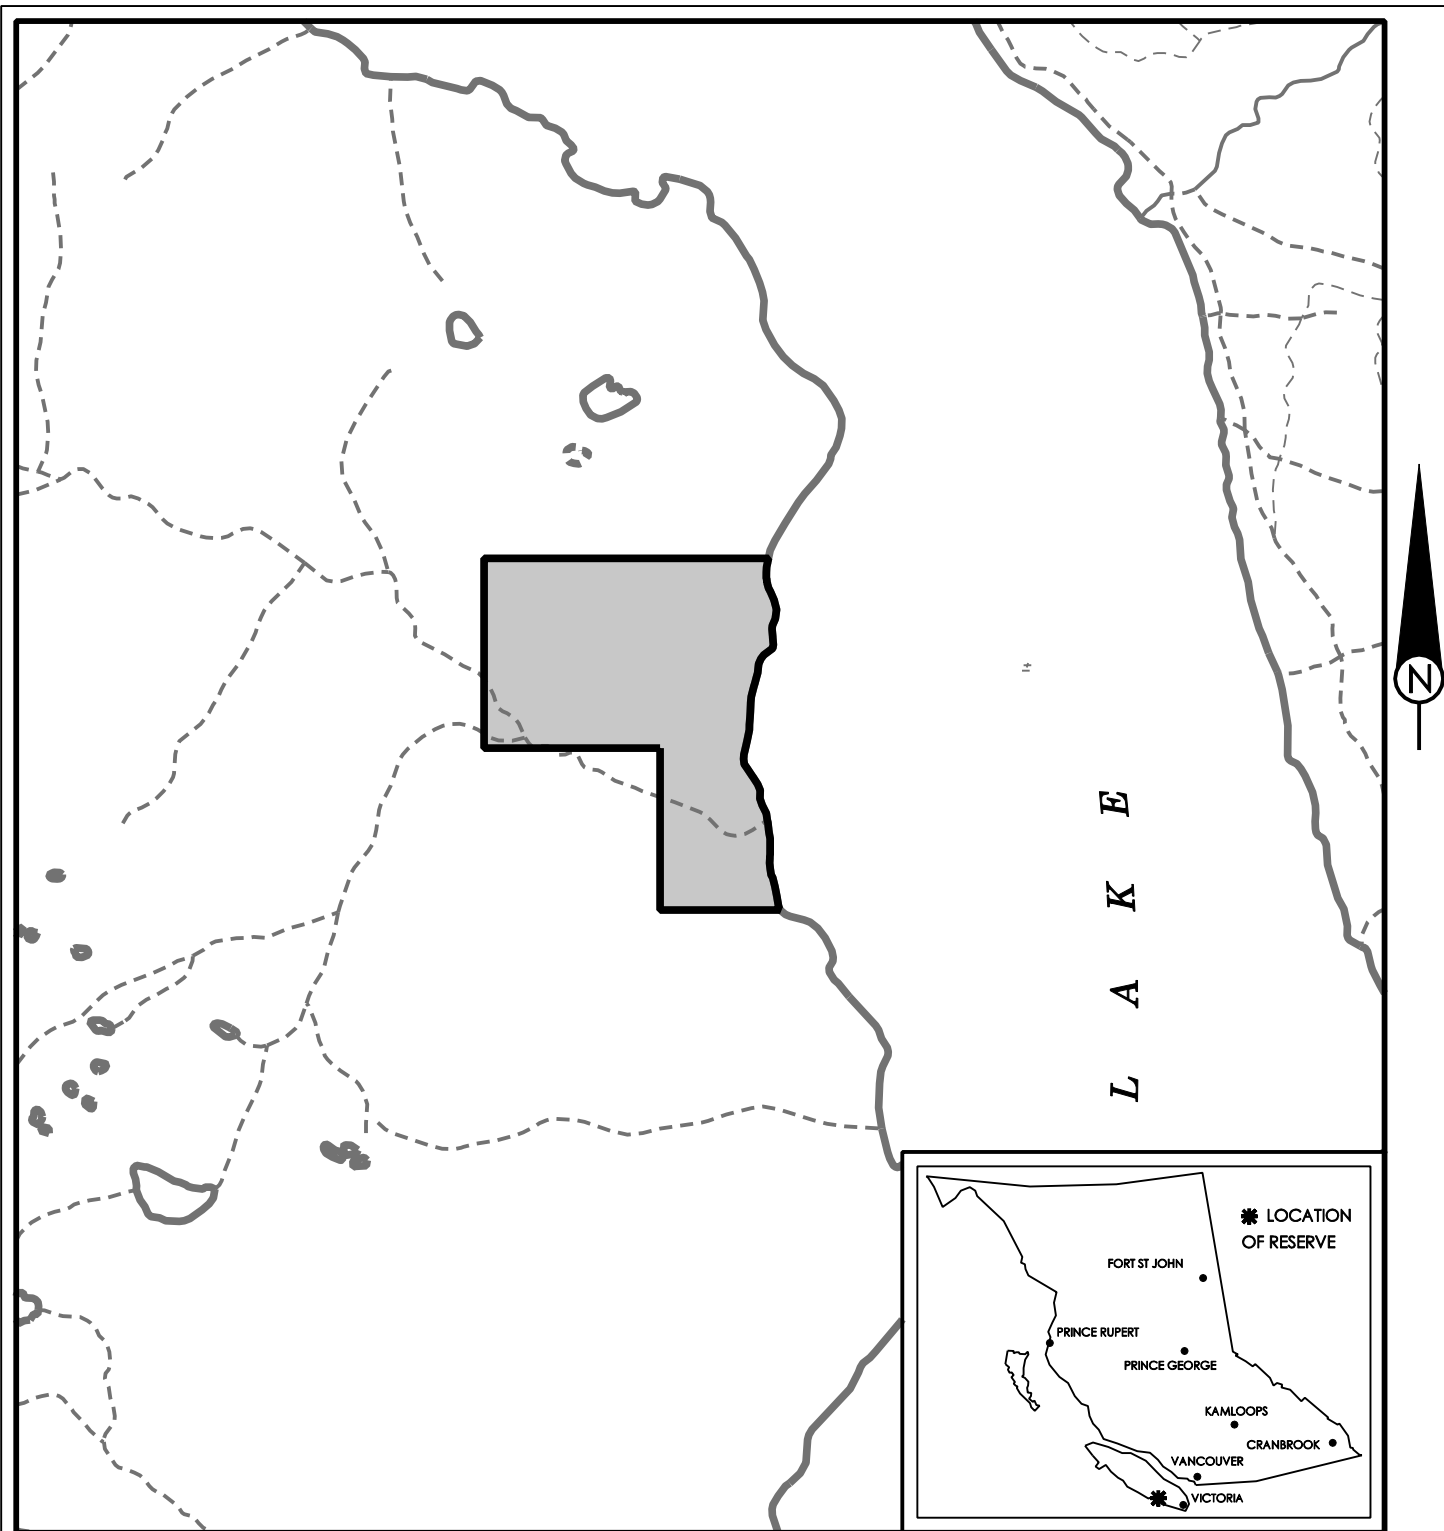 N
E
K
A
L
LOCATION
OF RESERVE
FORT ST JOHN
PRINCE RUPERT
PRINCE GEORGE
KAMLOOPS
CRANBROOK
VANCOUVER
VICTORIA